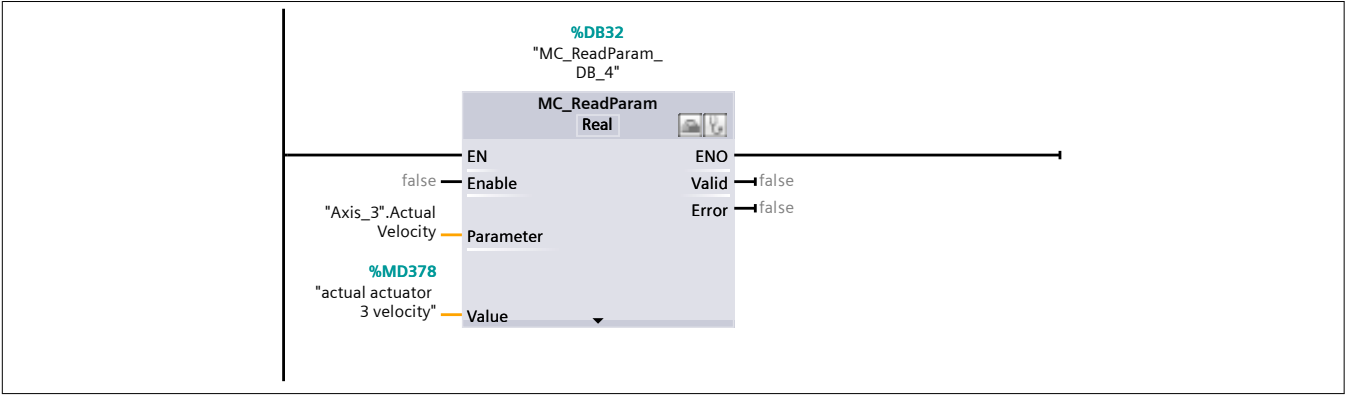 %DB32
"MC_ReadParam_
DB_4"
MC_ReadParam
Real
EN
ENO
false
Enable
Valid
false
Error
false
"Axis_3".Actual
Velocity
Parameter
%MD378
"actual actuator
3 velocity"
Value